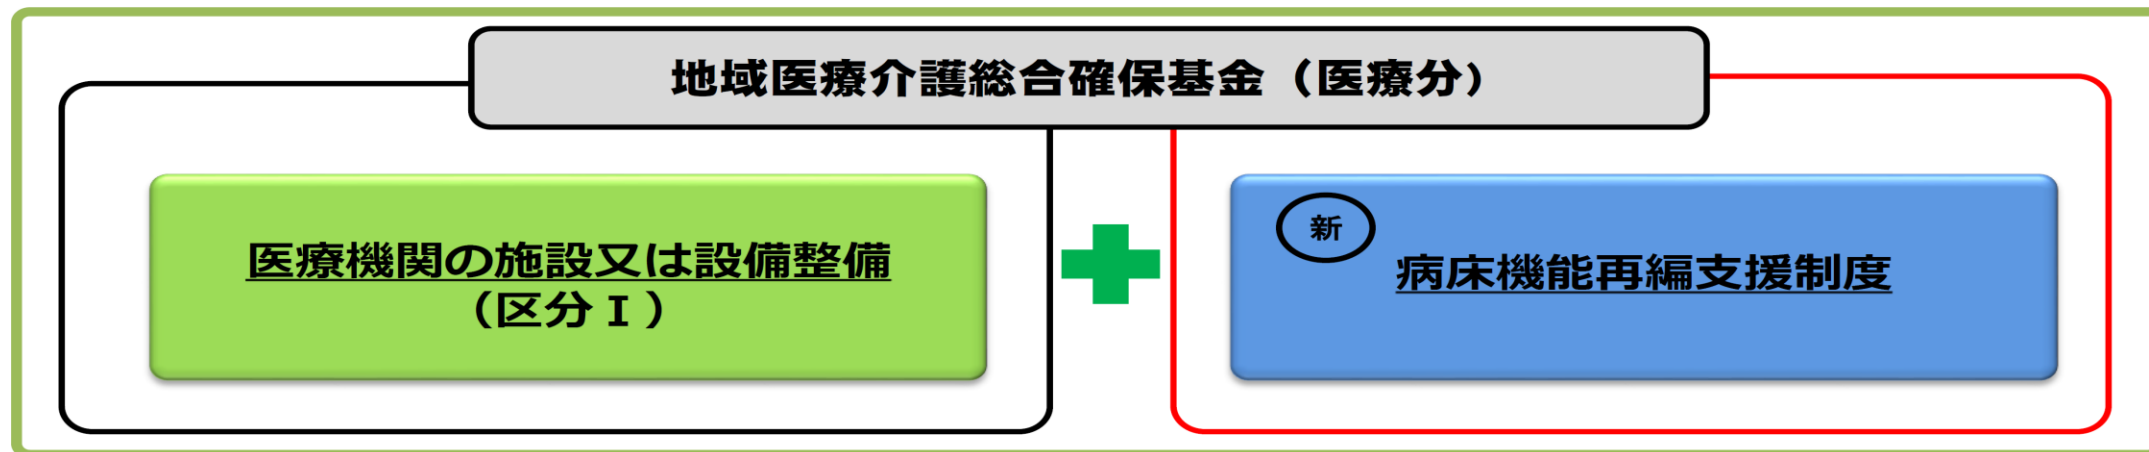 地域医療介護総合確保基金（医療分）
医療機関の施設又は設備整備
（区分Ⅰ）
新
病床機能再編支援制度